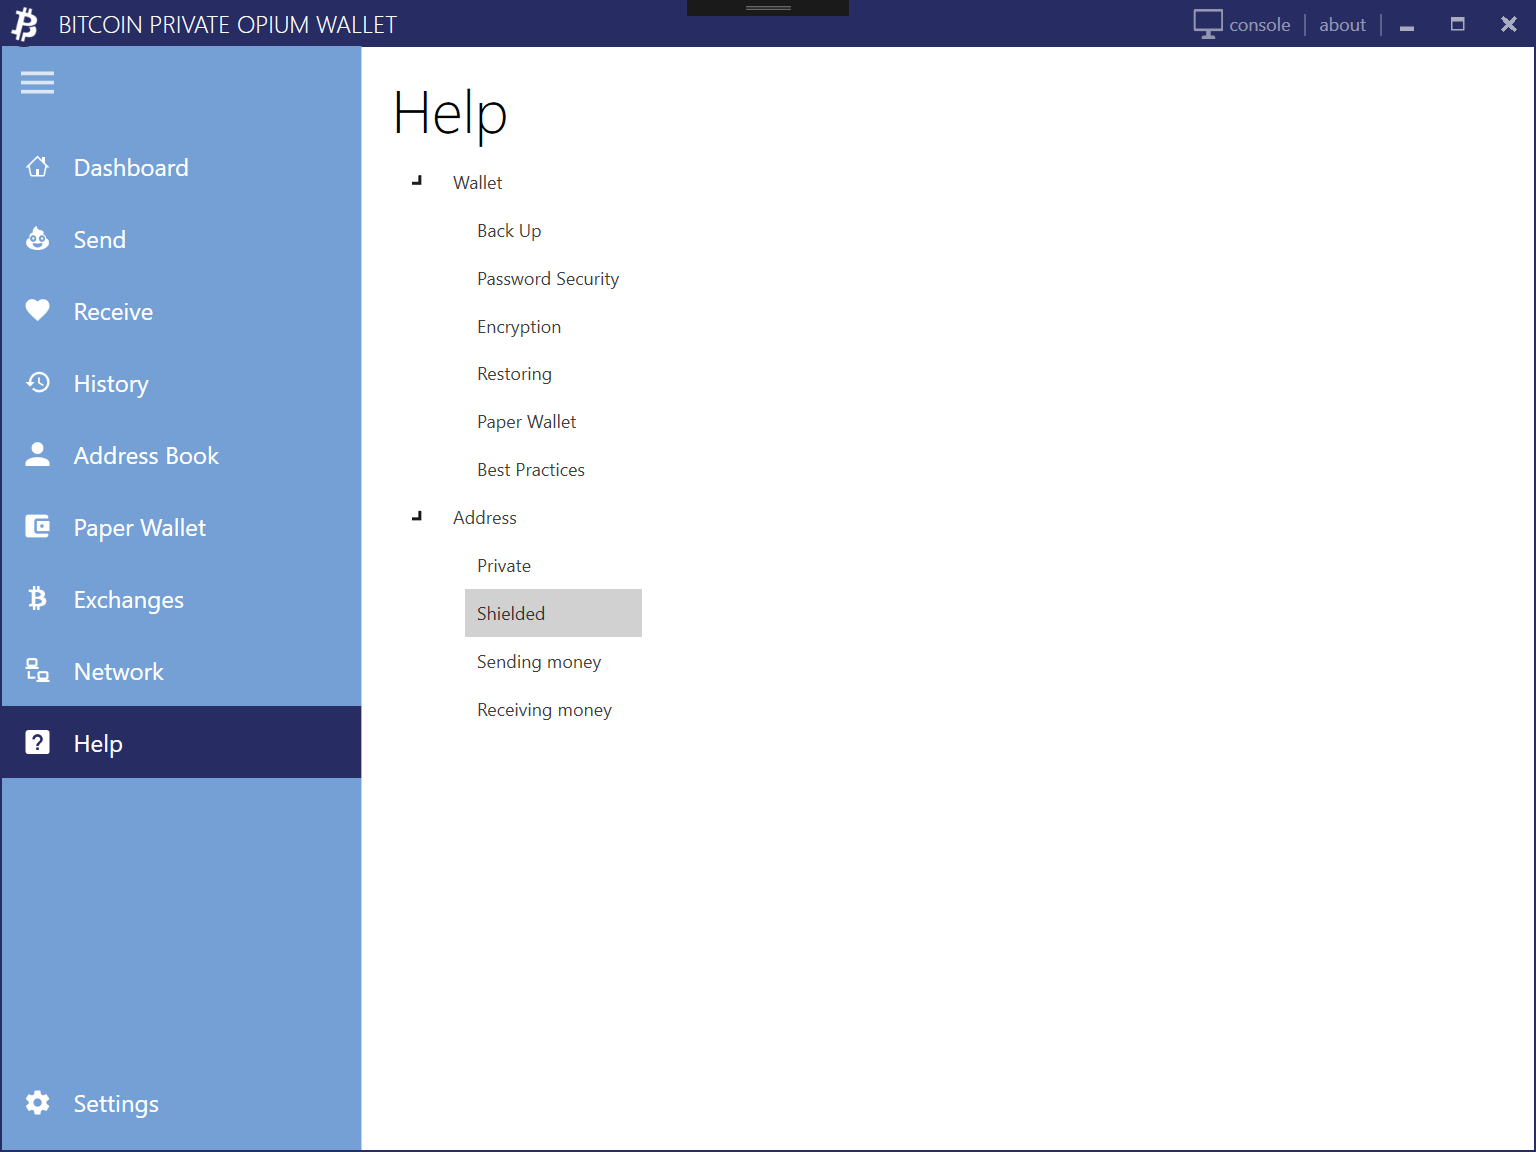 BITCOIN PRIVATE OPIUM WALLET
console
about
Dashboard
Send
Receive
History
Address Book
Paper Wallet
Exchanges
Network
Help
Settings
Help
Wallet
Back Up
Password Security
Encryption
Restoring
Paper Wallet
Best Practices
Address
Private
Shielded
Sending money
Receiving money